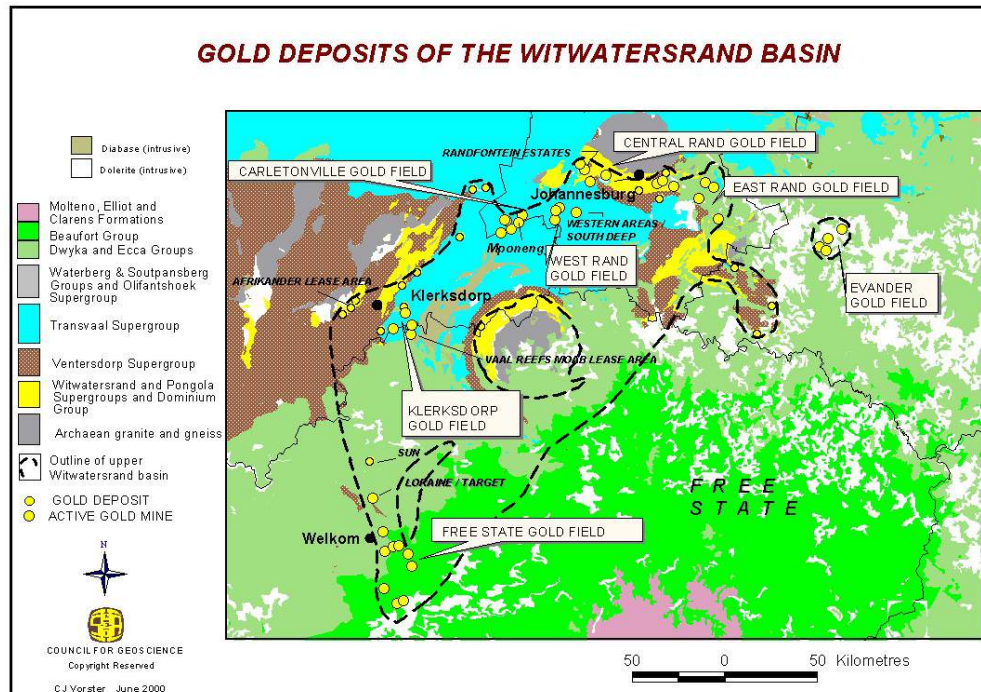 GOLD DEPOSITS OF THE WITWATERSRAND BASIN
Diabase (intrusive)
Dolerite (intrusive)
Molteno, Elliot and
Clarens Formations
Beaufort Group
Dwyka and Ecca Groups
Waterberg & Soutpansberg
Groups and Olifantshoek
Supergroup
Transvaal Supergroup
Ventersdorp Supergroup
Witwatersrand and Pongola
Supergroups and Dominium
Group
Archaean granite and gneiss
Outline of upper
Witwatersrand basin
GOLD DEPOSIT
ACTIVE GOLD MINE
N
COUNCIL FOR GEOSCIENCE
Copyright Reserved
CJ Vorster June 2000
RANDFONTEIN ESTATES
CENTRAL RAND GOLD FIELD
CARLETONVILLE GOLD FIELD
Johannesburg
EAST RAND GOLD FIELD
WESTERN AREAS /
SOUTH DEEP
Mponeng
WEST RAND
GOLD FIELD
AFRIKANDER LEASE AREA
Klerksdorp
EVANDER
GOLD FIELD
VAAL REEFS MOAB LEASE AREA
KLERKSDORP
GOLD FIELD
SUN
LORAINE / TARGET
FREE
STATE
Welkom
FREE STATE GOLD FIELD
50 0 50 Kilometres